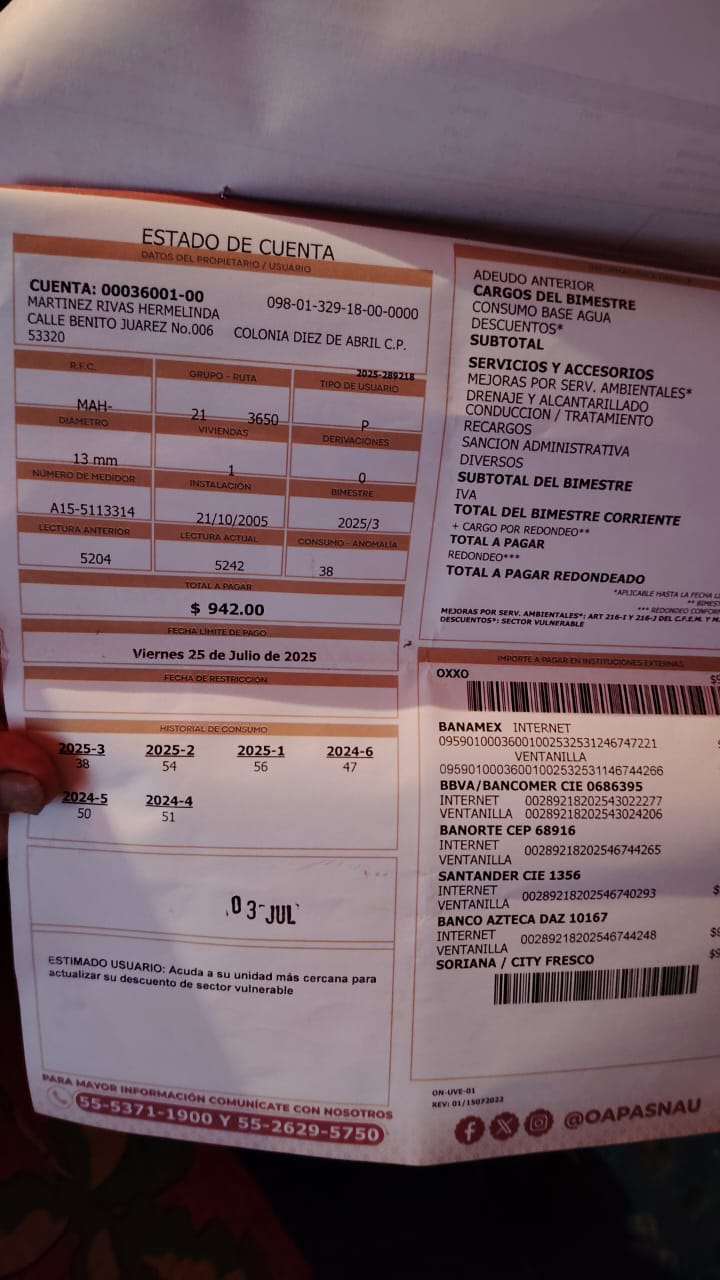 ESTADO DE CUENTA
DATOS DEL PROPIETARIO / USUARIO
CUENTA: 00036001-00
098-01-329-18-00-0000
MARTINEZ RIVAS HERMELINDA
CALLE BENITO JUAREZ No.006 COLONIA DIEZ DE ABRIL C.P.
53320
2025-289218
R.F.C. GRUPO - RUTA TIPO DE USUARIO
MAH- 21 3650 P
DIÁMETRO VIVIENDAS DERIVACIONES
13 mm 1 0
NÚMERO DE MEDIDOR INSTALACIÓN BIMESTRE
A15-5113314 21/10/2005 2025/3
LECTURA ANTERIOR LECTURA ACTUAL CONSUMO - ANOMALÍA
5204 5242 38
TOTAL A PAGAR
$ 942.00
FECHA LÍMITE DE PAGO
Viernes 25 de Julio de 2025
FECHA DE RESTRICCIÓN
HISTORIAL DE CONSUMO
2025-3 2025-2 2025-1 2024-6
38 54 56 47
2024-5 2024-4
50 51
03-JUL
ESTIMADO USUARIO: Acuda a su unidad más cercana para
actualizar su descuento de sector vulnerable
PARA MAYOR INFORMACIÓN COMUNÍCATE CON NOSOTROS
55-5371-1900 Y 55-2629-5750
ADEUDO ANTERIOR
CARGOS DEL BIMESTRE
CONSUMO BASE AGUA
DESCUENTOS*
SUBTOTAL
SERVICIOS Y ACCESORIOS
MEJORAS POR SERV. AMBIENTALES*
DRENAJE Y ALCANTARILLADO
CONDUCCION / TRATAMIENTO
RECARGOS
SANCION ADMINISTRATIVA
DIVERSOS
SUBTOTAL DEL BIMESTRE
IVA
TOTAL DEL BIMESTRE CORRIENTE
+ CARGO POR REDONDEO**
TOTAL A PAGAR
REDONDEO***
TOTAL A PAGAR REDONDEADO
*APLICABLE HASTA LA FECHA
** BIMEST
*** REDONDEO CONFOR
MEJORAS POR SERV. AMBIENTALES*: ART 216-I Y 216-J DEL C.F.E.M. Y M.
DESCUENTOS*: SECTOR VULNERABLE
IMPORTE A PAGAR EN INSTITUCIONES EXTERNAS
OXXO
BANAMEX INTERNET
09590100036001002532531246747221
VENTANILLA
09590100036001002532531146744266
BBVA/BANCOMER CIE 0686395
INTERNET 00289218202543022277
VENTANILLA 00289218202543024206
BANORTE CEP 68916
INTERNET
VENTANILLA 00289218202546744265
SANTANDER CIE 1356
INTERNET
VENTANILLA 00289218202546740293
BANCO AZTECA DAZ 10167
INTERNET
VENTANILLA 00289218202546744248
SORIANA / CITY FRESCO
ON-UVE-01
REV: 01/15072022
@OAPASNAU